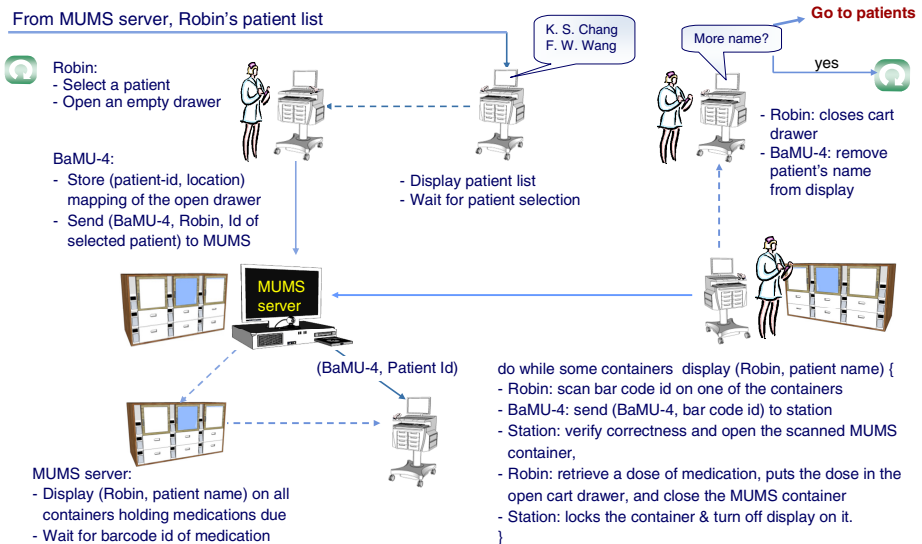 From MUMS server, Robin's patient list
K. S. Chang
F. W. Wang
More name?
Go to patients
yes
Robin:
- Select a patient
- Open an empty drawer
BaMU-4:
- Store (patient-id, location)
mapping of the open drawer
- Send (BaMU-4, Robin, Id of
selected patient) to MUMS
- Display patient list
- Wait for patient selection
- Robin: closes cart
drawer
- BaMU-4: remove
patient's name
from display
MUMS
server
(BaMU-4, Patient Id)
MUMS server:
- Display (Robin, patient name) on all
containers holding medications due
- Wait for barcode id of medication
do while some containers display (Robin, patient name) {
- Robin: scan bar code id on one of the containers
- BaMU-4: send (BaMU-4, bar code id) to station
- Station: verify correctness and open the scanned MUMS
container,
- Robin: retrieve a dose of medication, puts the dose in the
open cart drawer, and close the MUMS container
- Station: locks the container & turn off display on it.
}